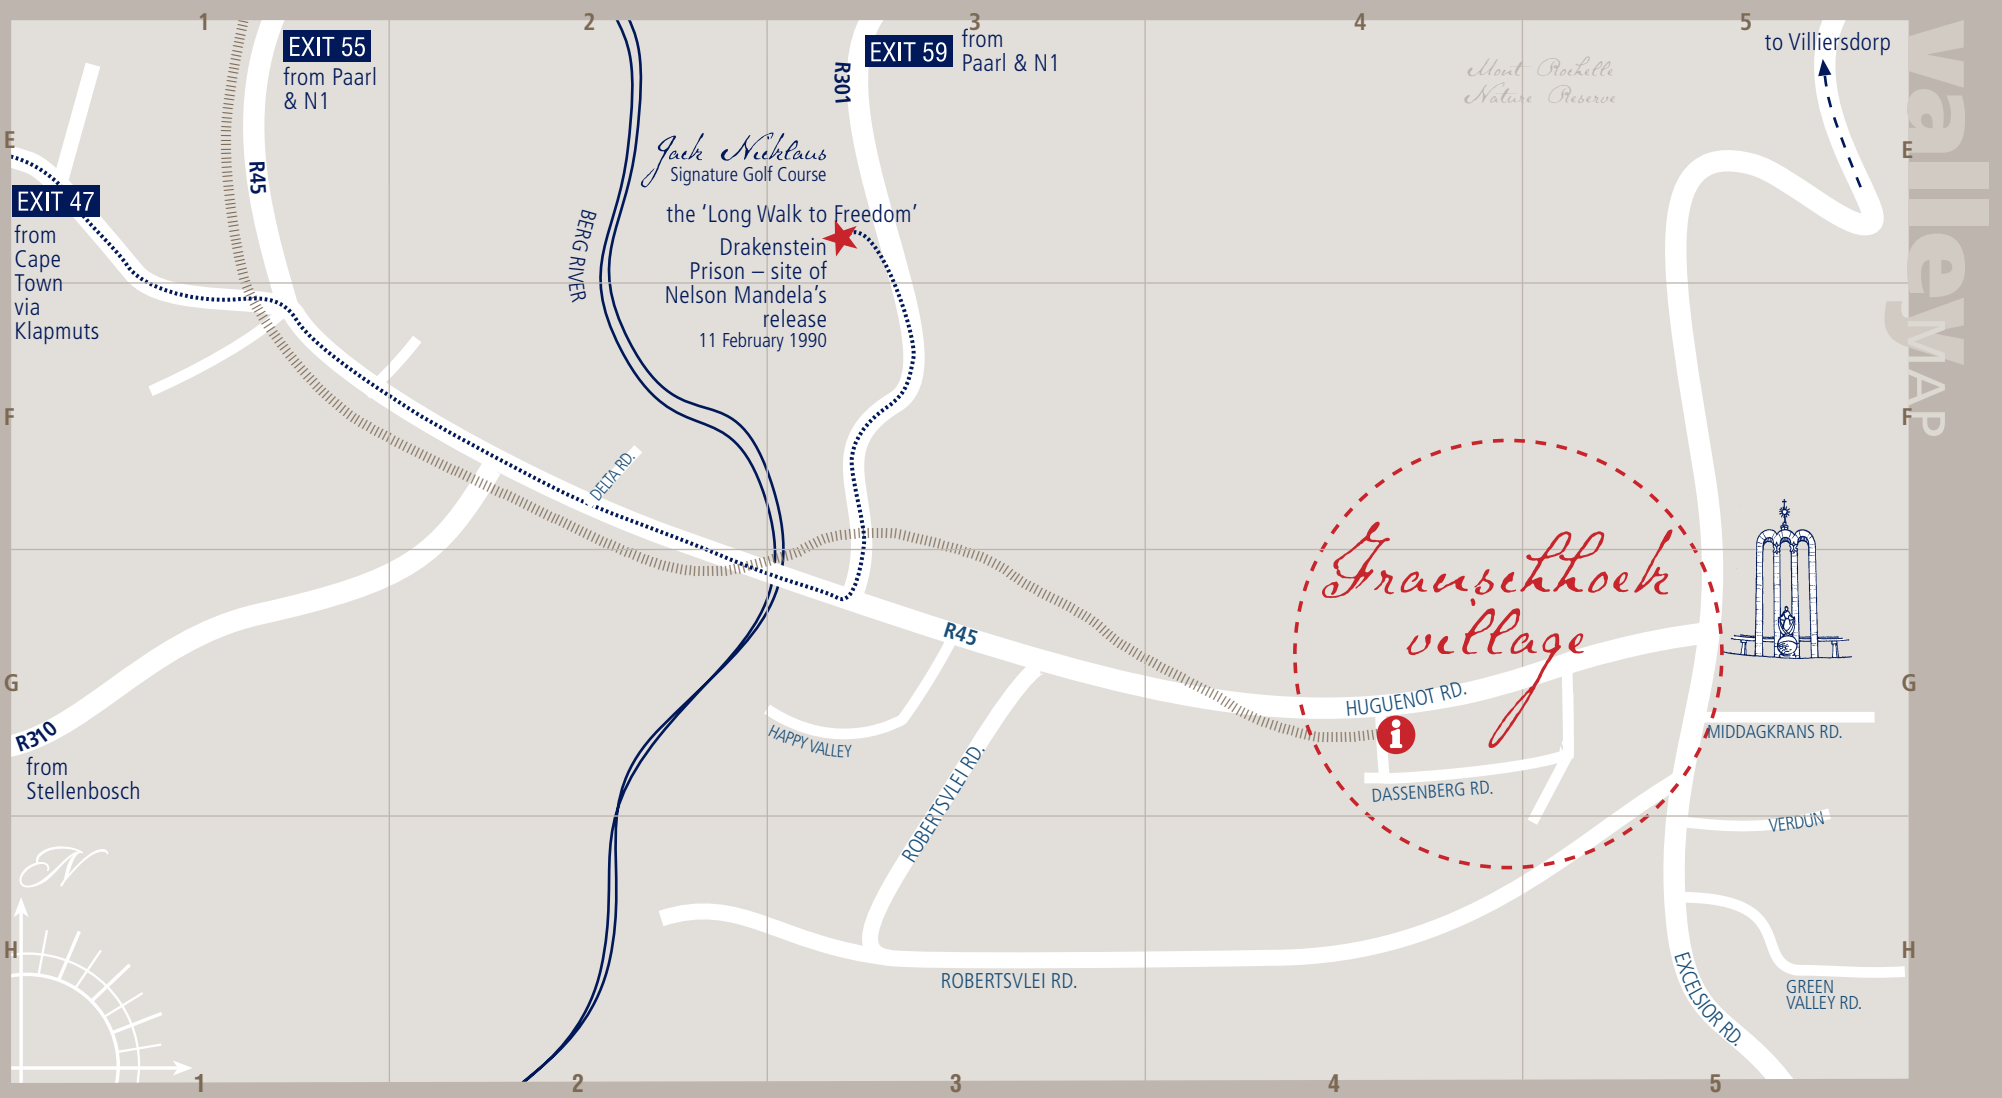 1
2
3
4
5
EXIT 55
from Paarl
& N1
R45
EXIT 59
from
Paarl & N1
R301
Mont Rochelle
Nature Reserve
to Villiersdorp
valley
MAP
E
E
EXIT 47
from
Cape
Town
via
Klapmuts
BERG RIVER
Jack Nicklaus
Signature Golf Course
the ‘Long Walk to Freedom’
Drakenstein
Prison – site of
Nelson Mandela’s
release
11 February 1990
F
F
DELTA RD.
Franschhoek
village
R45
G
G
HUGUENOT RD.
i
DASSENBERG RD.
MIDDAGKRANS RD.
VERDUN
R310
from
Stellenbosch
HAPPY VALLEY
ROBERTSVLEI RD.
N
H
H
ROBERTSVLEI RD.
EXCELSIOR RD.
GREEN
VALLEY RD.
1
2
3
4
5